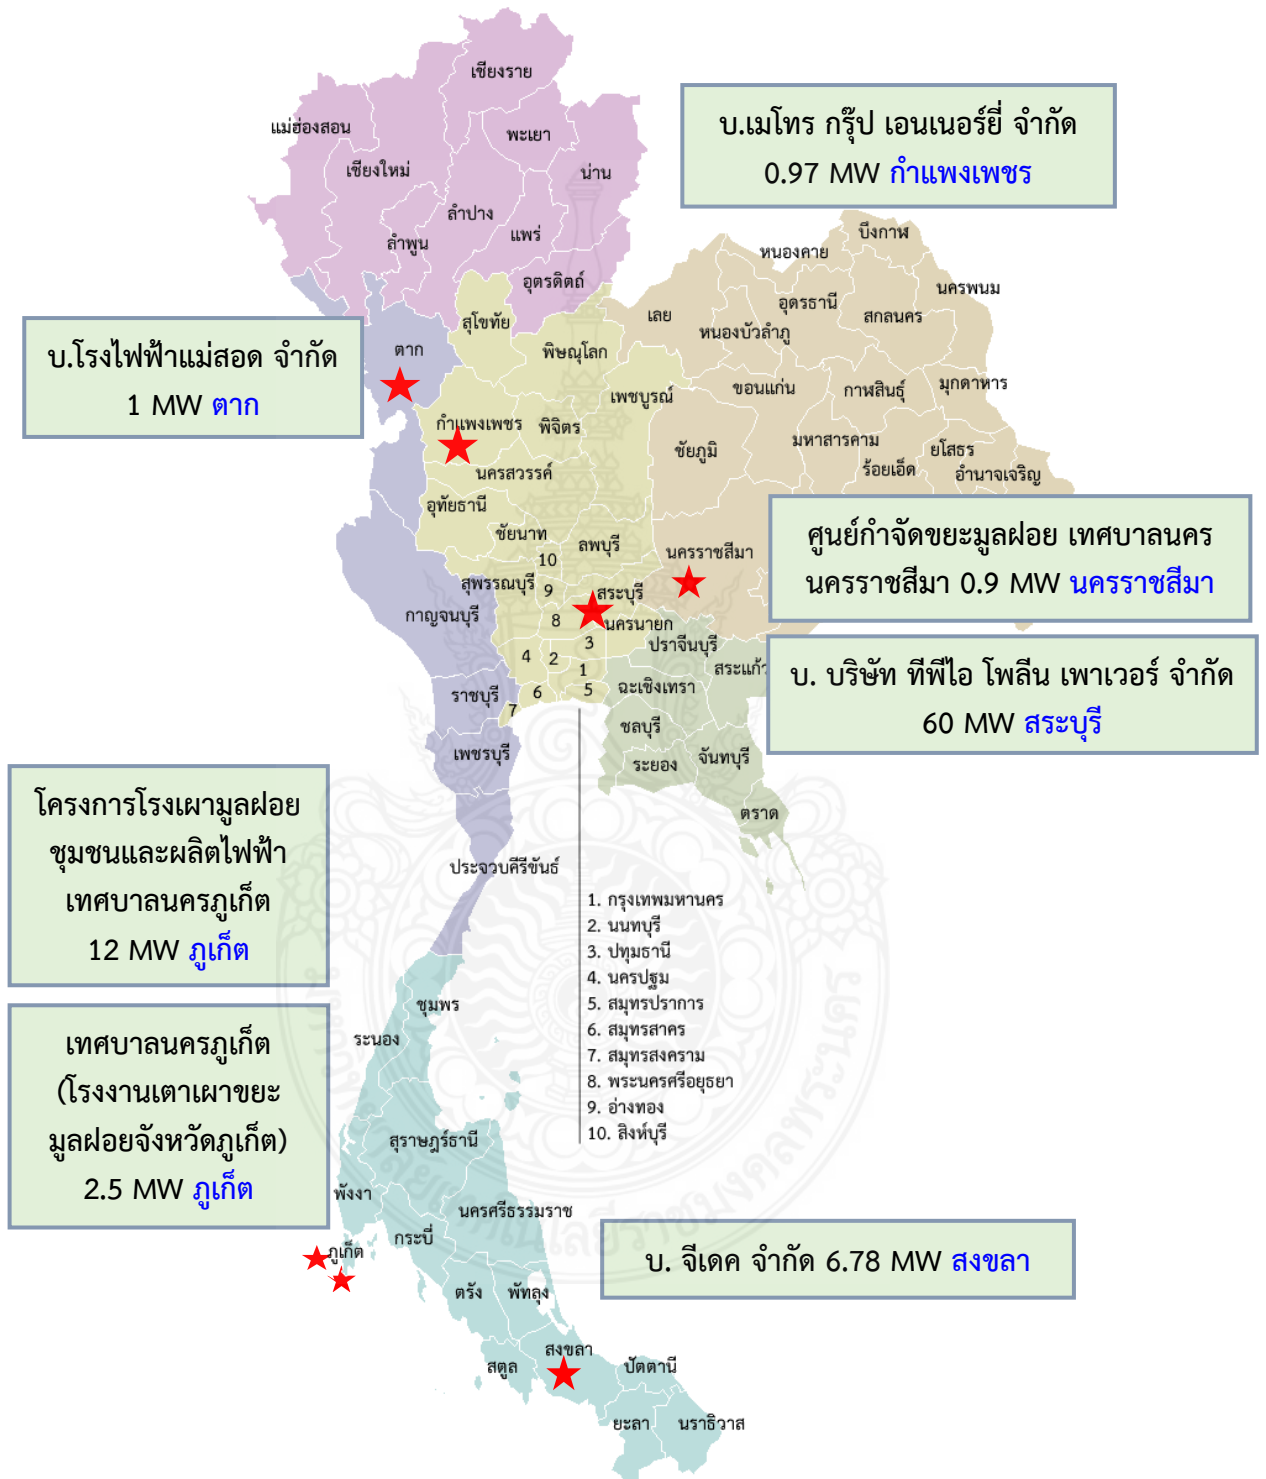 เชียงราย
แม่ฮ่องสอน
พะเยา
เชียงใหม่
น่าน
ลำปาง
ลำพูน
แพร่
อุตรดิตถ์
บ.เมโทร กรุ๊ป เอนเนอร์ยี่ จำกัด
0.97 MW กำแพงเพชร
บึงกาฬ
หนองคาย
นครพนม
อุดรธานี
เลย
สกลนคร
หนองบัวลำภู
สุโขทัย
บ.โรงไฟฟ้าแม่สอด จำกัด
1 MW ตาก
ตาก
พิษณุโลก
เพชบูรณ์
ขอนแก่น
กาฬสินธุ์
มุกดาหาร
กำแพงเพชร
พิจิตร
ชัยภูมิ
มหาสารคาม
ยโสธร
ร้อยเอ็ด
อำนาจเจริญ
นครสวรรค์
อุทัยธานี
ชัยนาท
ลพบุรี
นครราชสีมา
ศูนย์กำจัดขยะมูลฝอย เทศบาลนคร
นครราชสีมา 0.9 MW นครราชสีมา
10
สุพรรณบุรี
9
สระบุรี
กาญจนบุรี
8
นครนายก
3
ปราจีนบุรี
4
2
1
สระแก้ว
บ. บริษัท ทีพีไอ โพลีน เพาเวอร์ จำกัด
60 MW สระบุรี
ราชบุรี
6
5
ฉะเชิงเทรา
7
ชลบุรี
เพชรบุรี
ระยอง
จันทบุรี
ตราด
โครงการโรงเผามูลฝอย
ชุมชนและผลิตไฟฟ้า
เทศบาลนครภูเก็ต
12 MW ภูเก็ต
ประจวบคีรีขันธ์
1. กรุงเทพมหานคร
2. นนทบุรี
3. ปทุมธานี
4. นครปฐม
5. สมุทรปราการ
6. สมุทรสาคร
7. สมุทรสงคราม
8. พระนครศรีอยุธยา
9. อ่างทอง
10. สิงห์บุรี
เทศบาลนครภูเก็ต
(โรงงานเตาเผาขยะ
มูลฝอยจังหวัดภูเก็ต)
2.5 MW ภูเก็ต
ชุมพร
ระนอง
สุราษฎร์ธานี
พังงา
นครศรีธรรมราช
กระบี่
ภูเก็ต
บ. จีเดค จำกัด 6.78 MW สงขลา
ตรัง
พัทลุง
สงขลา
สตูล
ปัตตานี
ยะลา
นราธิวาส